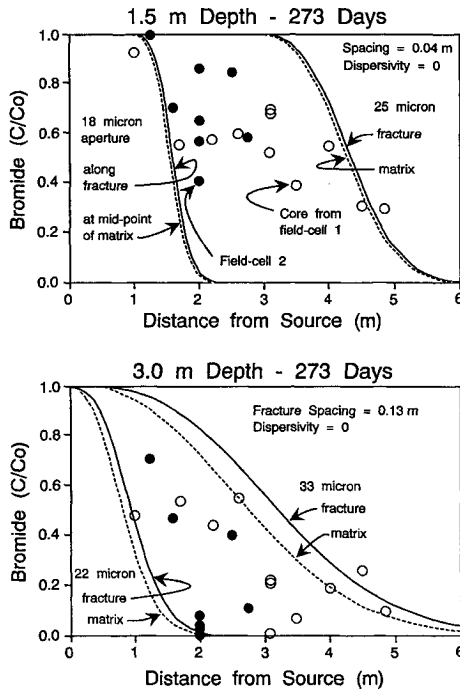 1.5 m Depth - 273 Days
Bromide (C/Co)
1.0
0.8
0.6
0.4
0.2
0.0
Spacing = 0.04 m
Dispersivity = 0
18 micron
aperture
along
fracture
at mid-point
of matrix
Field-cell 2
25 micron
fracture
matrix
Core from
field-cell 1
0 1 2 3 4 5 6
Distance from Source (m)
3.0 m Depth - 273 Days
Bromide (C/Co)
1.0
0.8
0.6
0.4
0.2
0.0
Fracture Spacing = 0.13 m
Dispersivity = 0
33 micron
fracture
matrix
22 micron
fracture
matrix
0 1 2 3 4 5 6
Distance from Source (m)